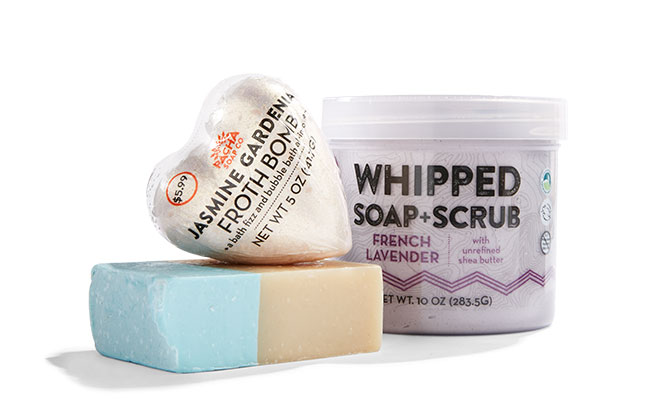 PACHA
SOAP CO.
$5.99
JASMINE GARDENIA
FROTH BOMB
a bath fizz and bubble bath
NET WT 5 OZ
WHIPPED
SOAP+SCRUB
FRENCH
LAVENDER
with
unrefined
shea butter
ET WT. 10 OZ (283.5G)